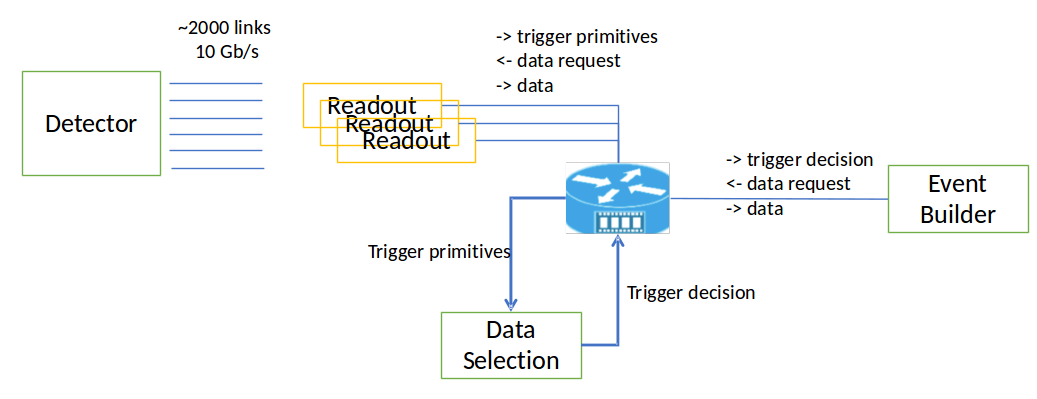 ~2000 links
10 Gb/s
-> trigger primitives
<- data request
-> data
Detector
Readout
Readout
Readout
-> trigger decision
<- data request
-> data
Event
Builder
Trigger primitives
Trigger decision
Data
Selection